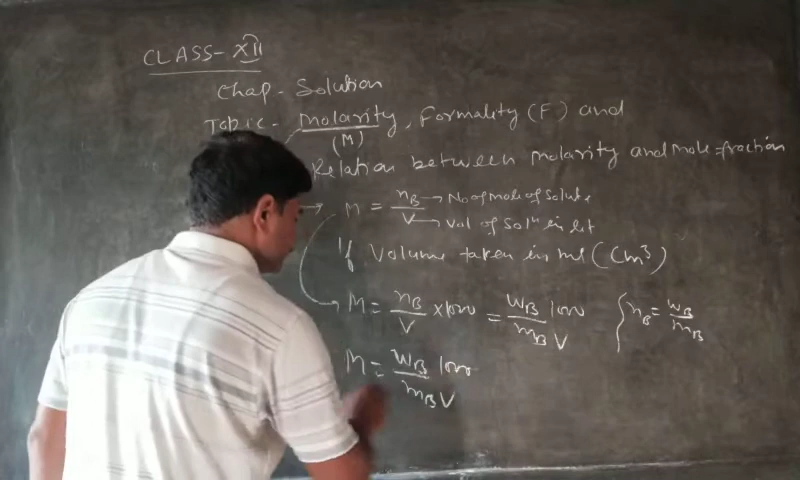 CLASS-XII
Chap- Solution
Topic- Molarity, Formality (F) and
(M)
Relation between Molarity and Mole-fraction
→ M = nB/V → No of mole of solute
→ Vol of Solⁿ in lit
If Volume taken in ml (Cm³)
M = nB/V × 1000 = WB 1000/mB V { nB = WB/mB
M = WB 1000/mB V